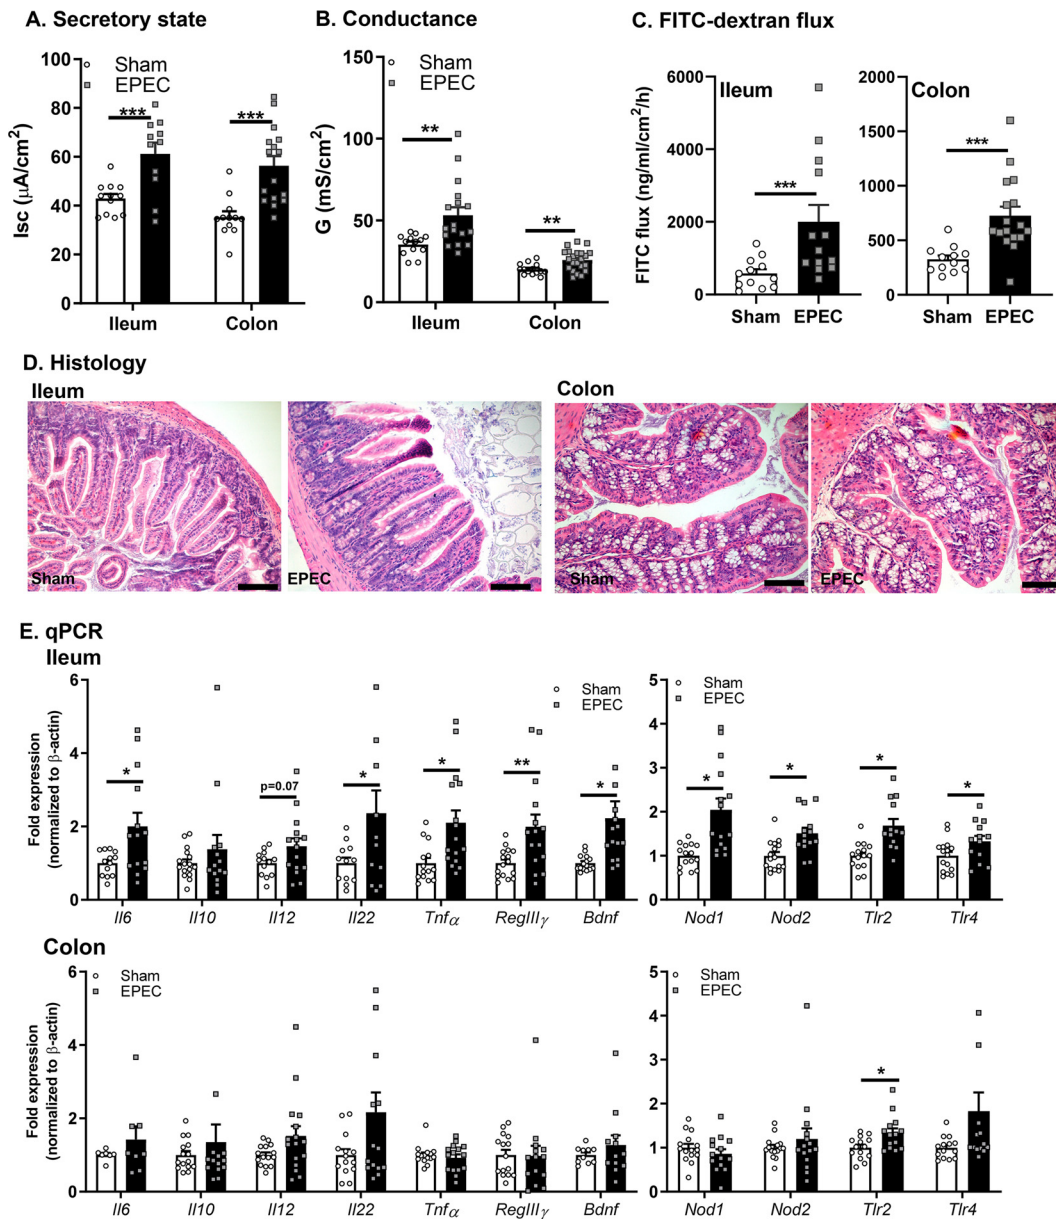 A. Secretory state
Sham
EPEC
Isc (μA/cm²)
100
80
60
40
20
0
***
***
Ileum
Colon
B. Conductance
Sham
EPEC
G (mS/cm²)
150
100
50
0
**
**
Ileum
Colon
C. FITC-dextran flux
FITC flux (ng/ml/cm²/h)
Ileum
6000
4000
2000
0
***
Sham
EPEC
Colon
2000
1500
1000
500
0
***
Sham
EPEC
D. Histology
Ileum
Sham
EPEC
Colon
Sham
EPEC
E. qPCR
Ileum
Fold expression
(normalized to β-actin)
6
4
2
0
Sham
EPEC
*
p=0.07
*
*
**
*
Il6
Il10
Il12
Il22
Tnfα
RegIIIγ
Bdnf
5
4
3
2
1
0
Sham
EPEC
*
*
*
*
Nod1
Nod2
Tlr2
Tlr4
Colon
Fold expression
(normalized to β-actin)
6
4
2
0
Sham
EPEC
Il6
Il10
Il12
Il22
Tnfα
RegIIIγ
Bdnf
5
4
3
2
1
0
Sham
EPEC
*
Nod1
Nod2
Tlr2
Tlr4